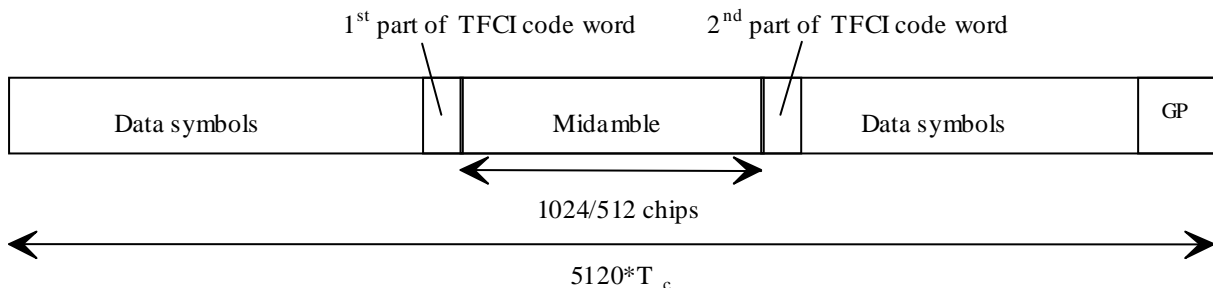 1st part of TFCI code word
2nd part of TFCI code word
Data symbols
Midamble
Data symbols
GP
1024/512 chips
5120*T c